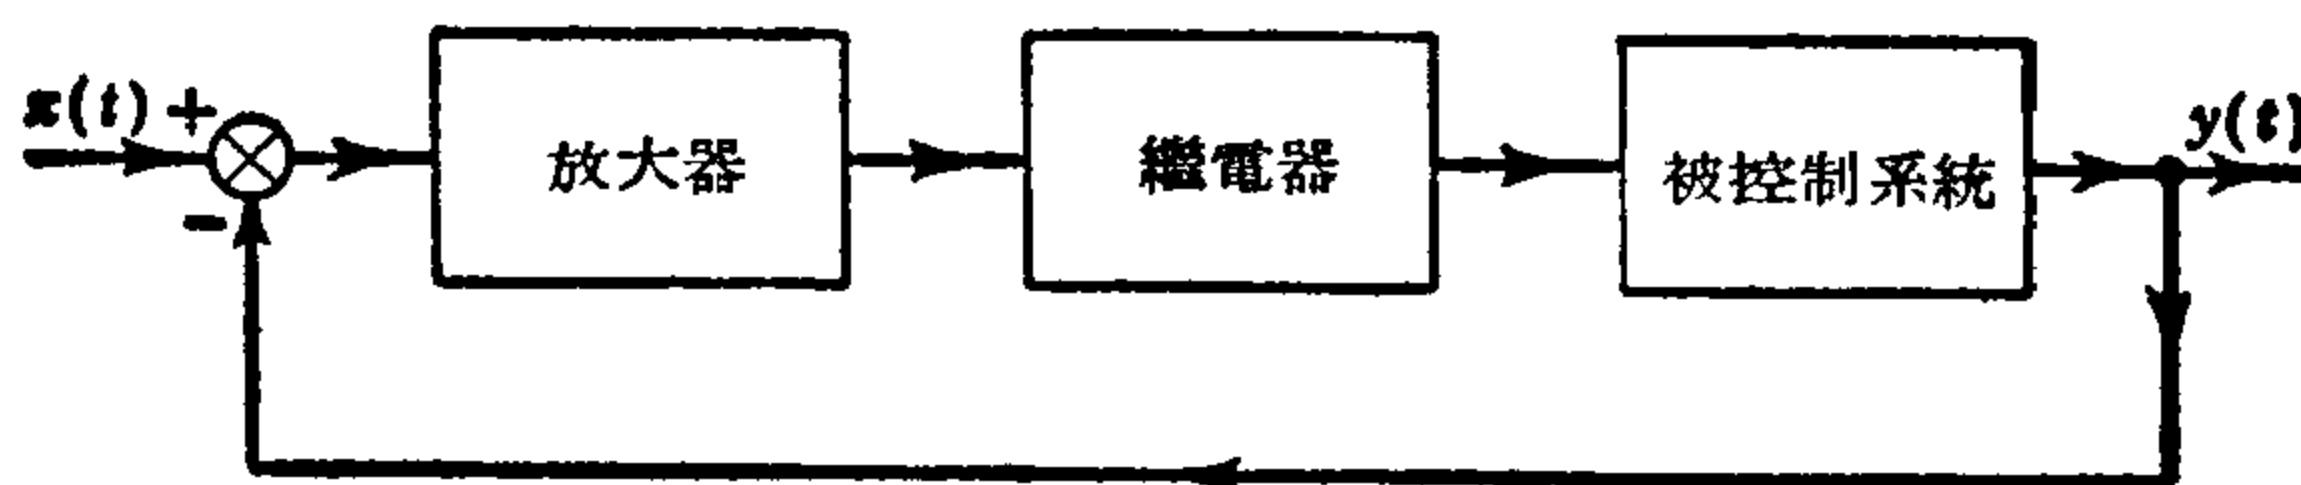 x(t) +
放大器
繼電器
被控制系統
y(t)
−